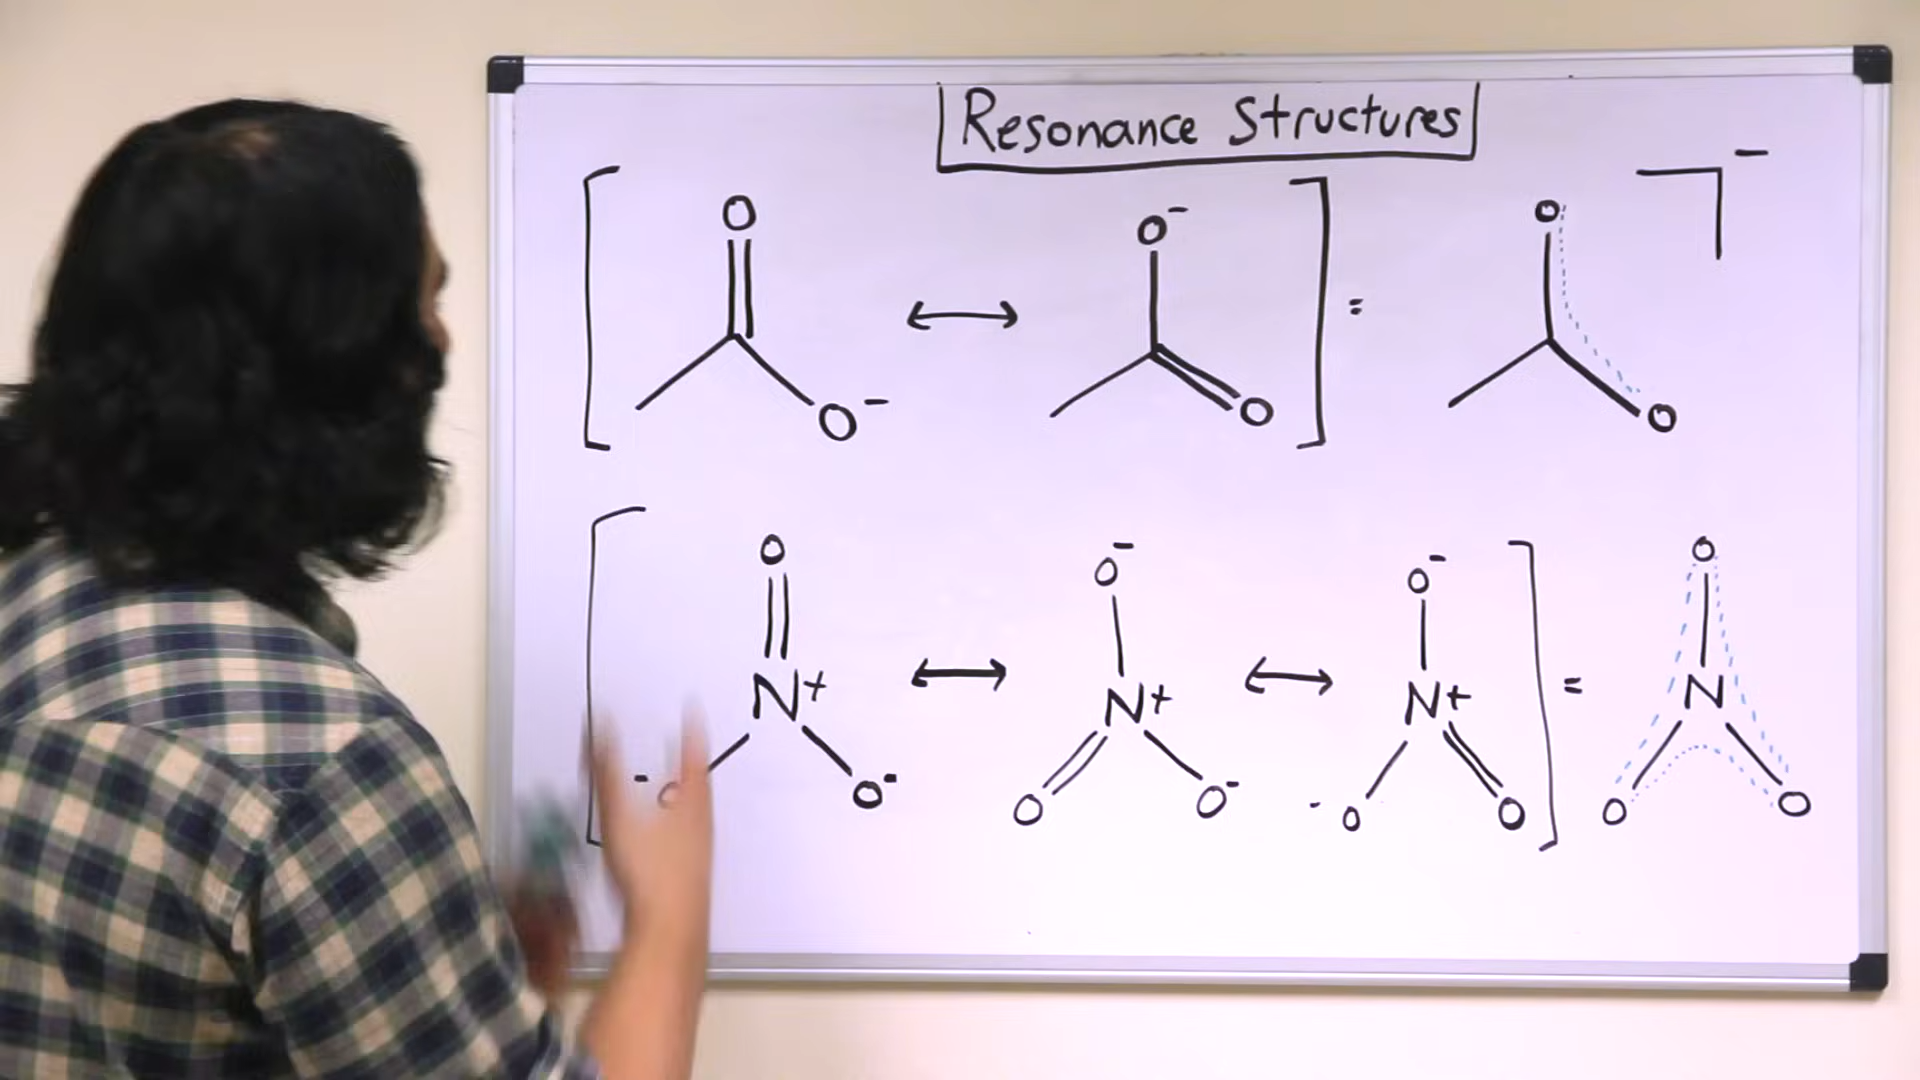 Resonance Structures
O O⁻ O −
O⁻ O = O
O O⁻ O⁻ O
N+ N+ N+ = N
- O O⁻ O O⁻ - O O O O